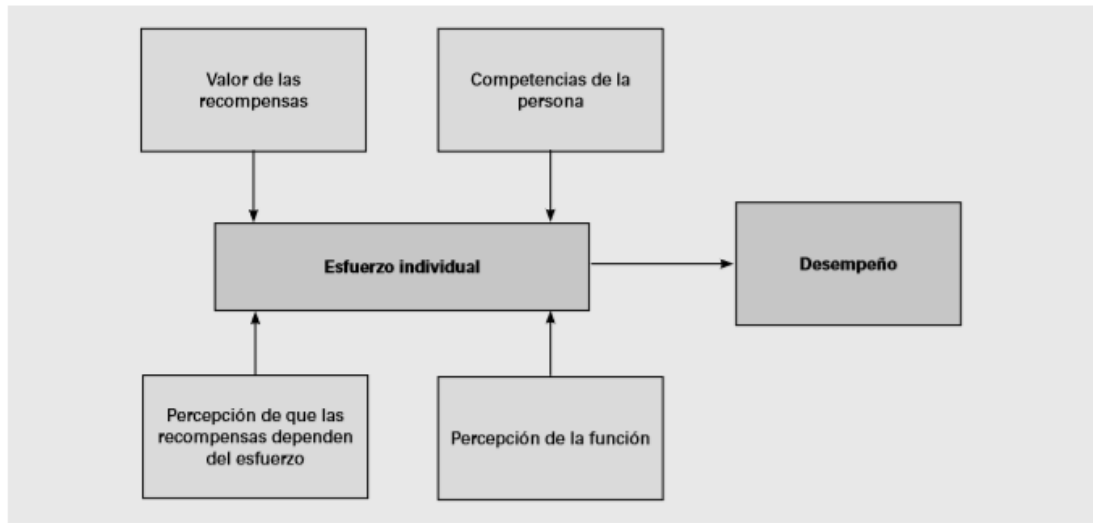 Valor de las
recompensas
Competencias de la
persona
Esfuerzo individual
Desempeño
Percepción de que las
recompensas dependen
del esfuerzo
Percepción de la función